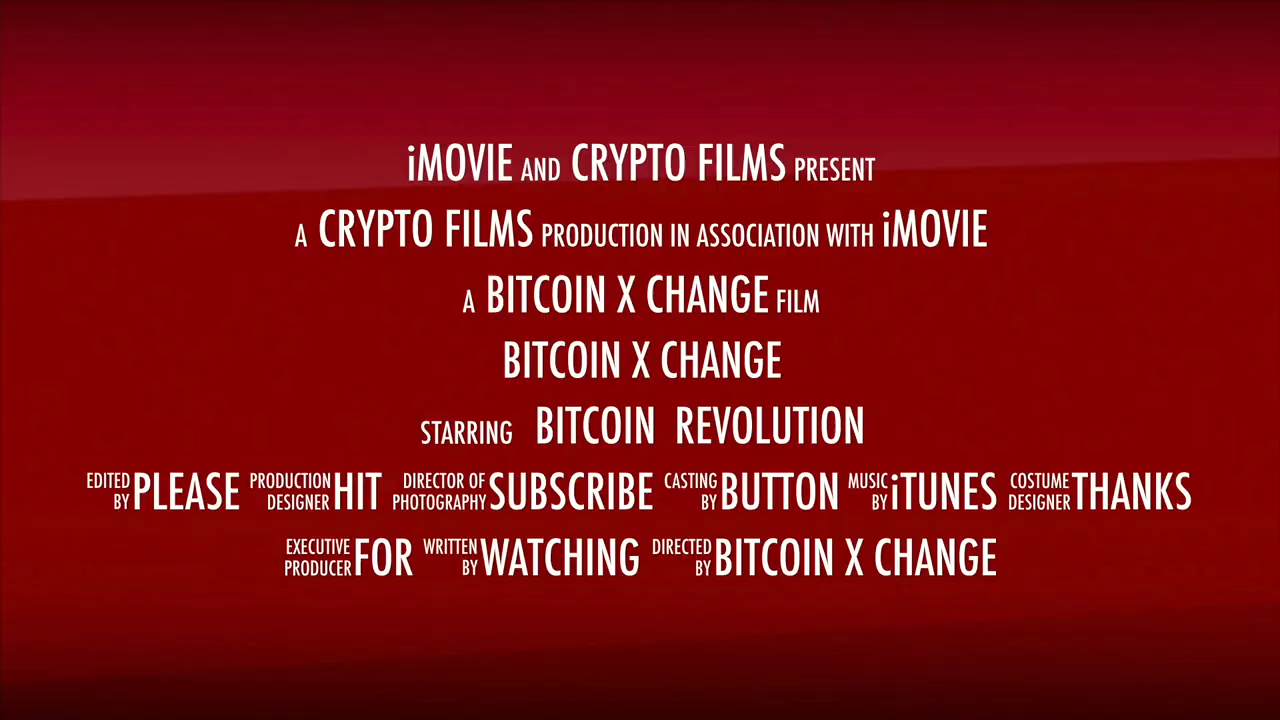 iMOVIE AND CRYPTO FILMS PRESENT
A CRYPTO FILMS PRODUCTION IN ASSOCIATION WITH iMOVIE
A BITCOIN X CHANGE FILM
BITCOIN X CHANGE
STARRING BITCOIN REVOLUTION
EDITED BY PLEASE PRODUCTION DESIGNER HIT DIRECTOR OF PHOTOGRAPHY SUBSCRIBE CASTING BY BUTTON MUSIC BY iTUNES COSTUME DESIGNER THANKS
EXECUTIVE PRODUCER FOR WRITTEN BY WATCHING DIRECTED BY BITCOIN X CHANGE